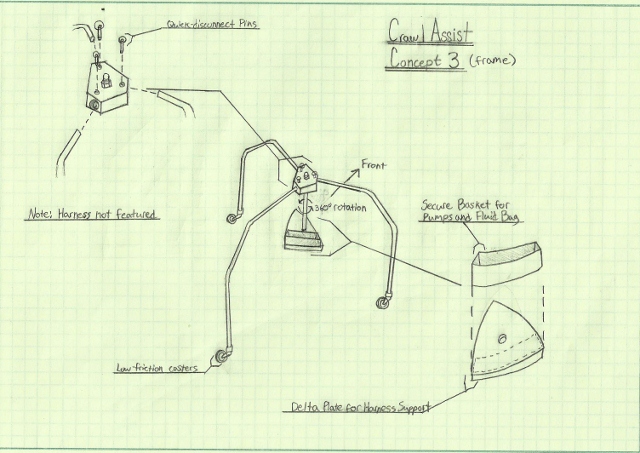 Quick-disconnect Pins
Crawl Assist
Concept 3 (frame)
Front
360° rotation
Note: Harness not featured
Secure Basket for
Pumps and Fluid Bag
Low friction casters
Delta Plate for Harness Support